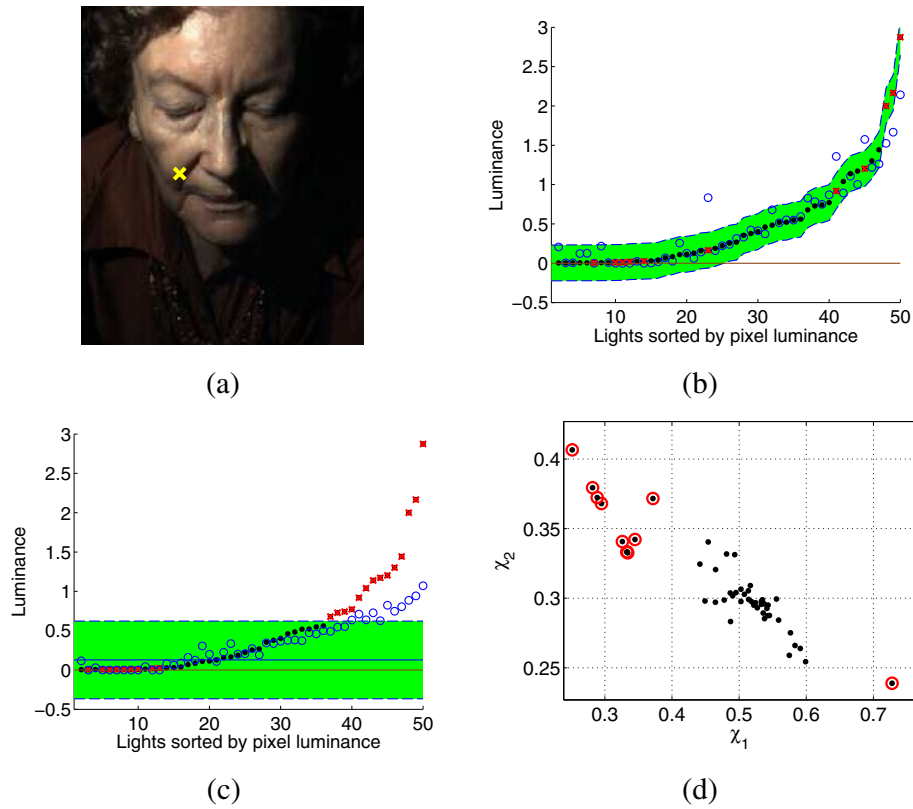 3
2.5
2
1.5
1
0.5
0
−0.5
Luminance
10 20 30 40 50
Lights sorted by pixel luminance
(a)
(b)
3
2.5
2
1.5
1
0.5
0
−0.5
Luminance
10 20 30 40 50
Lights sorted by pixel luminance
(c)
0.4
0.35
0.3
0.25
χ2
0.3 0.4 0.5 0.6 0.7
χ1
(d)